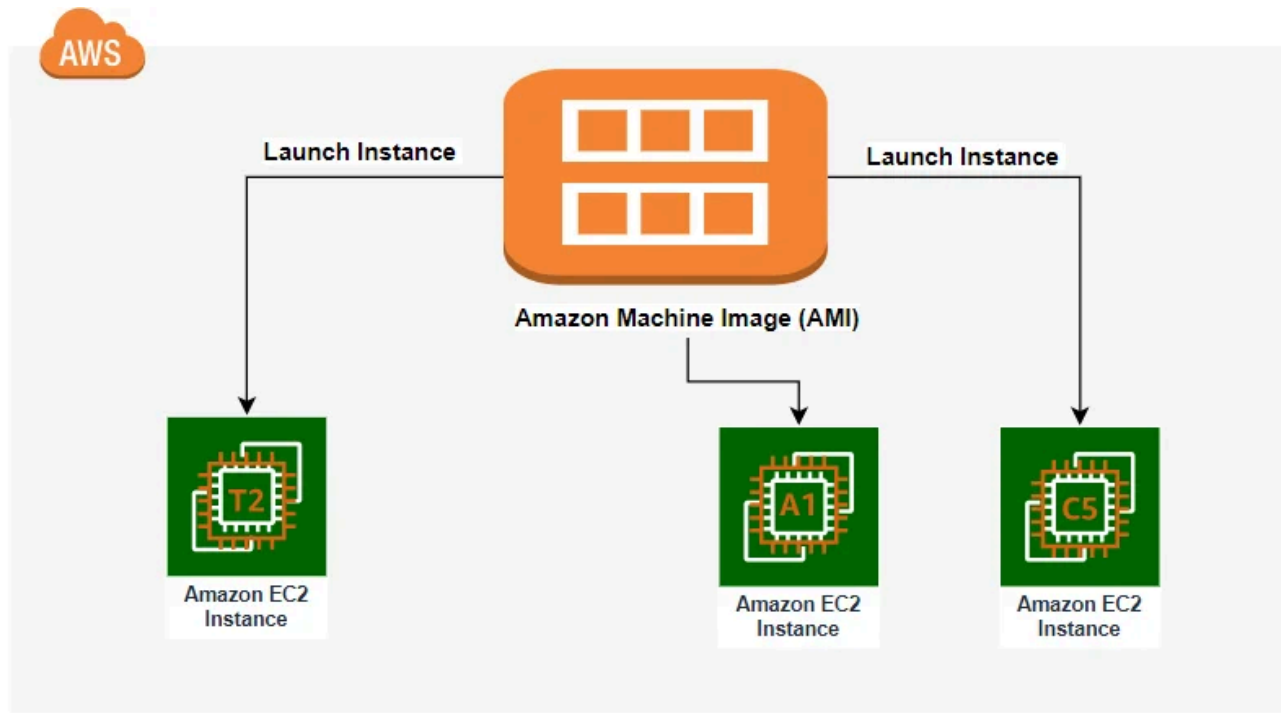 AWS
Launch Instance
Launch Instance
Amazon Machine Image (AMI)
T2
A1
C5
Amazon EC2
Instance
Amazon EC2
Instance
Amazon EC2
Instance